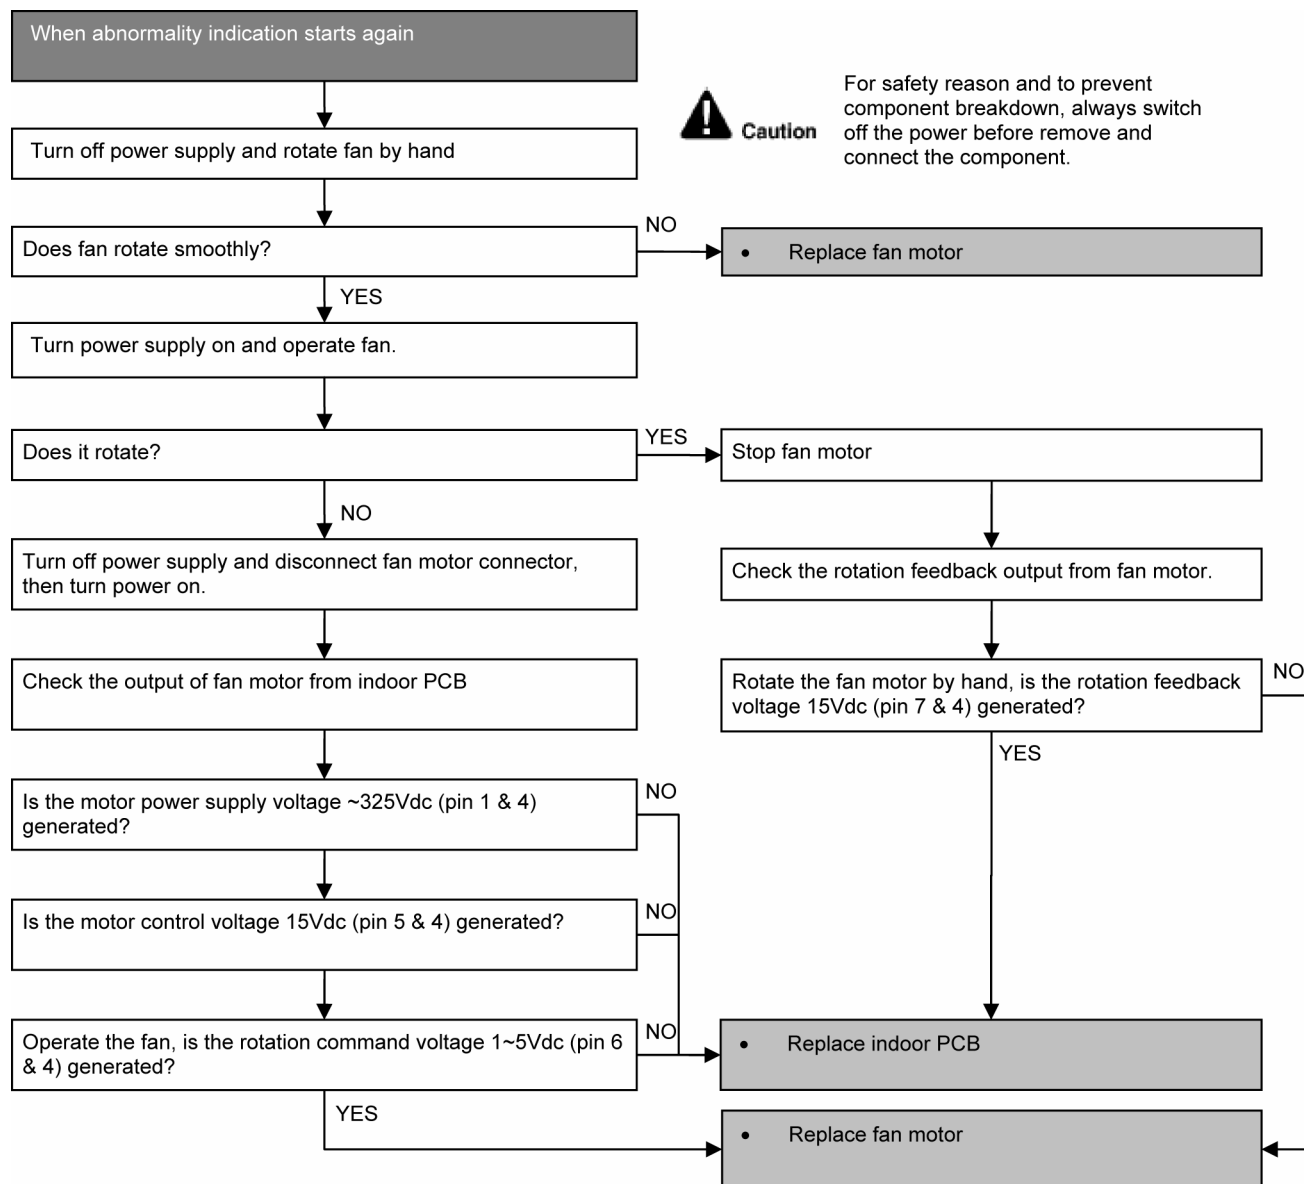 When abnormality indication starts again
Caution
For safety reason and to prevent
component breakdown, always switch
off the power before remove and
connect the component.
Turn off power supply and rotate fan by hand
Does fan rotate smoothly?
NO
• Replace fan motor
YES
Turn power supply on and operate fan.
Does it rotate?
YES
Stop fan motor
NO
Turn off power supply and disconnect fan motor connector,
then turn power on.
Check the rotation feedback output from fan motor.
Check the output of fan motor from indoor PCB
Rotate the fan motor by hand, is the rotation feedback
voltage 15Vdc (pin 7 & 4) generated?
NO
YES
Is the motor power supply voltage ~325Vdc (pin 1 & 4)
generated?
NO
Is the motor control voltage 15Vdc (pin 5 & 4) generated?
NO
Operate the fan, is the rotation command voltage 1~5Vdc (pin 6
& 4) generated?
NO
• Replace indoor PCB
YES
• Replace fan motor